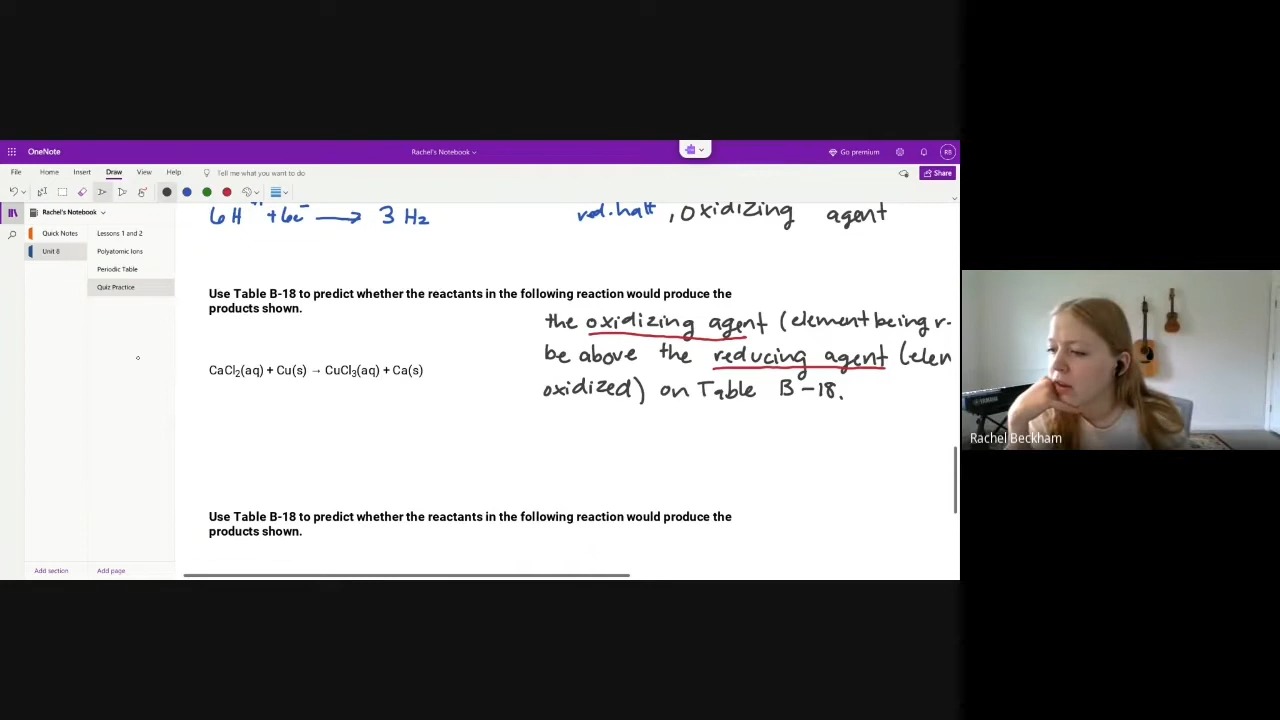 OneNote
Rachel's Notebook
Go premium
RB
File Home Insert Draw View Help Tell me what you want to do
Share
Rachel's Notebook
Quick Notes
Unit 8
Lessons 1 and 2
Polyatomic Ions
Periodic Table
Quiz Practice
Add section
Add page
6H + 6e⁻ → 3 H₂
red. half, oxidizing agent
Use Table B-18 to predict whether the reactants in the following reaction would produce the
products shown.
the oxidizing agent (element being r
be above the reducing agent (elem
oxidized) on Table B-18.
CaCl₂(aq) + Cu(s) → CuCl₃(aq) + Ca(s)
Use Table B-18 to predict whether the reactants in the following reaction would produce the
products shown.
YAMAHA
Rachel Beckham